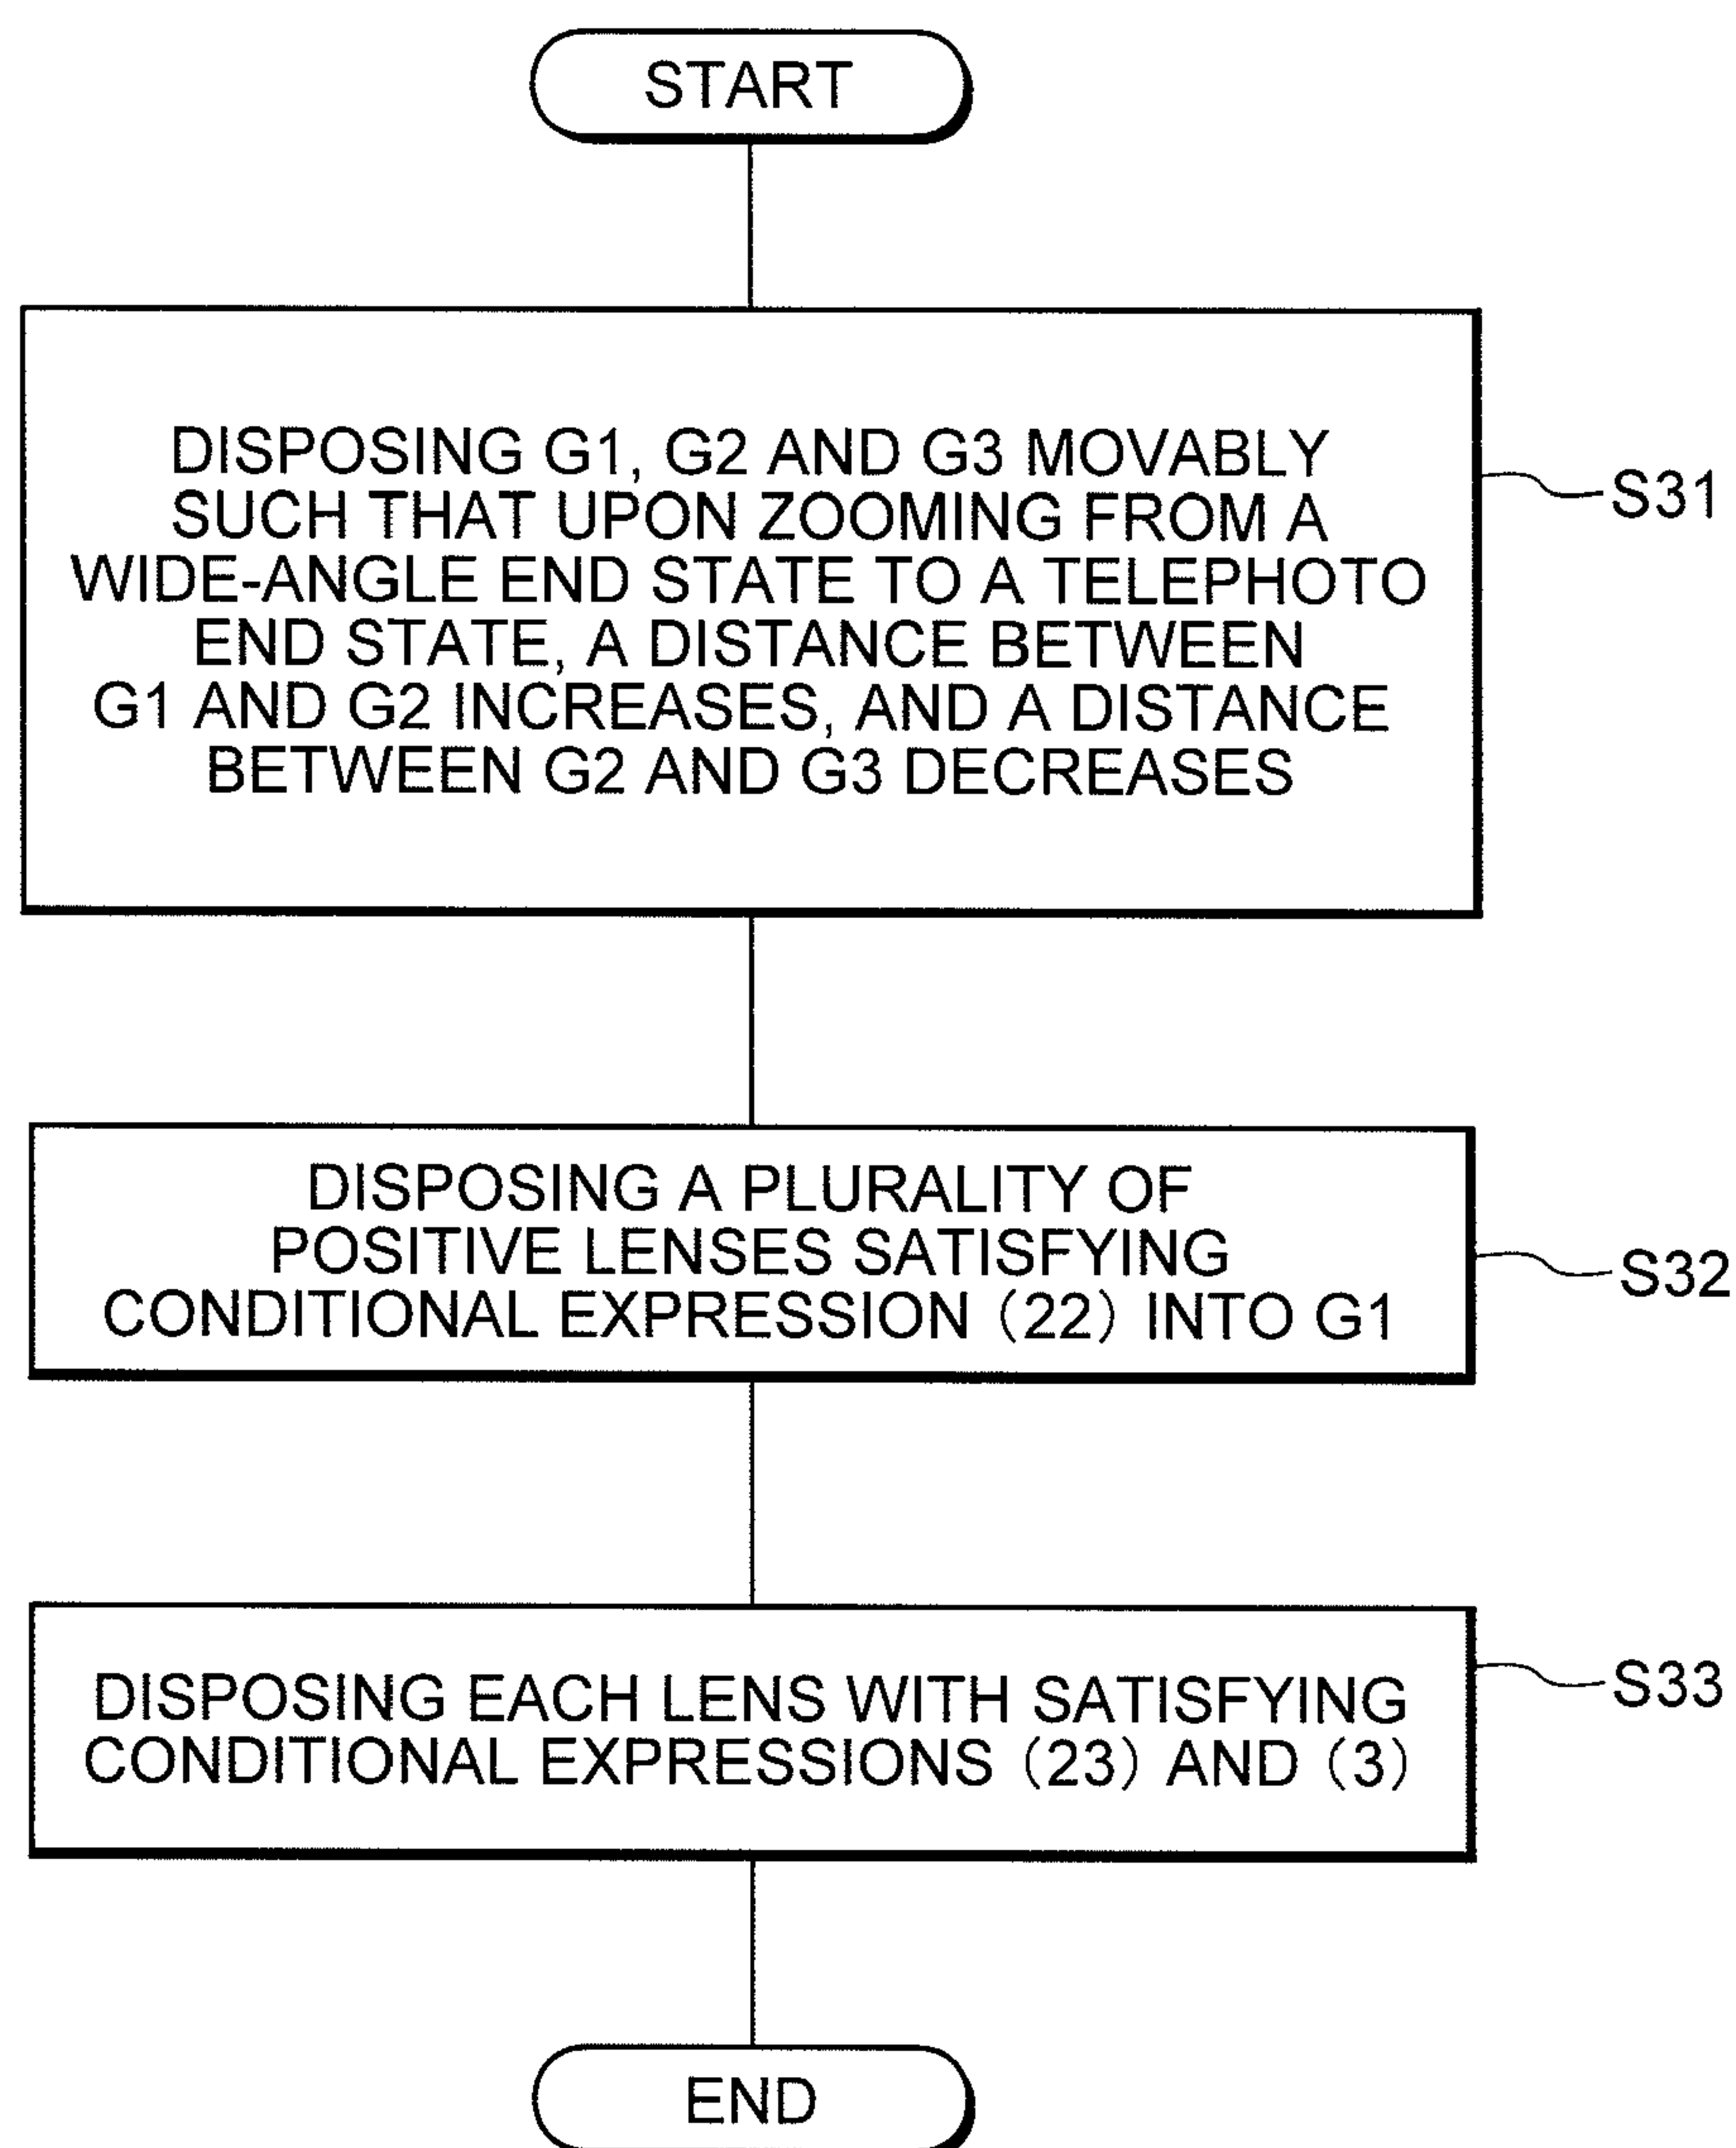 START
DISPOSING G1, G2 AND G3 MOVABLY
SUCH THAT UPON ZOOMING FROM A
WIDE-ANGLE END STATE TO A TELEPHOTO
END STATE, A DISTANCE BETWEEN
G1 AND G2 INCREASES, AND A DISTANCE
BETWEEN G2 AND G3 DECREASES
S31
DISPOSING A PLURALITY OF
POSITIVE LENSES SATISFYING
CONDITIONAL EXPRESSION (22) INTO G1
S32
DISPOSING EACH LENS WITH SATISFYING
CONDITIONAL EXPRESSIONS (23) AND (3)
S33
END